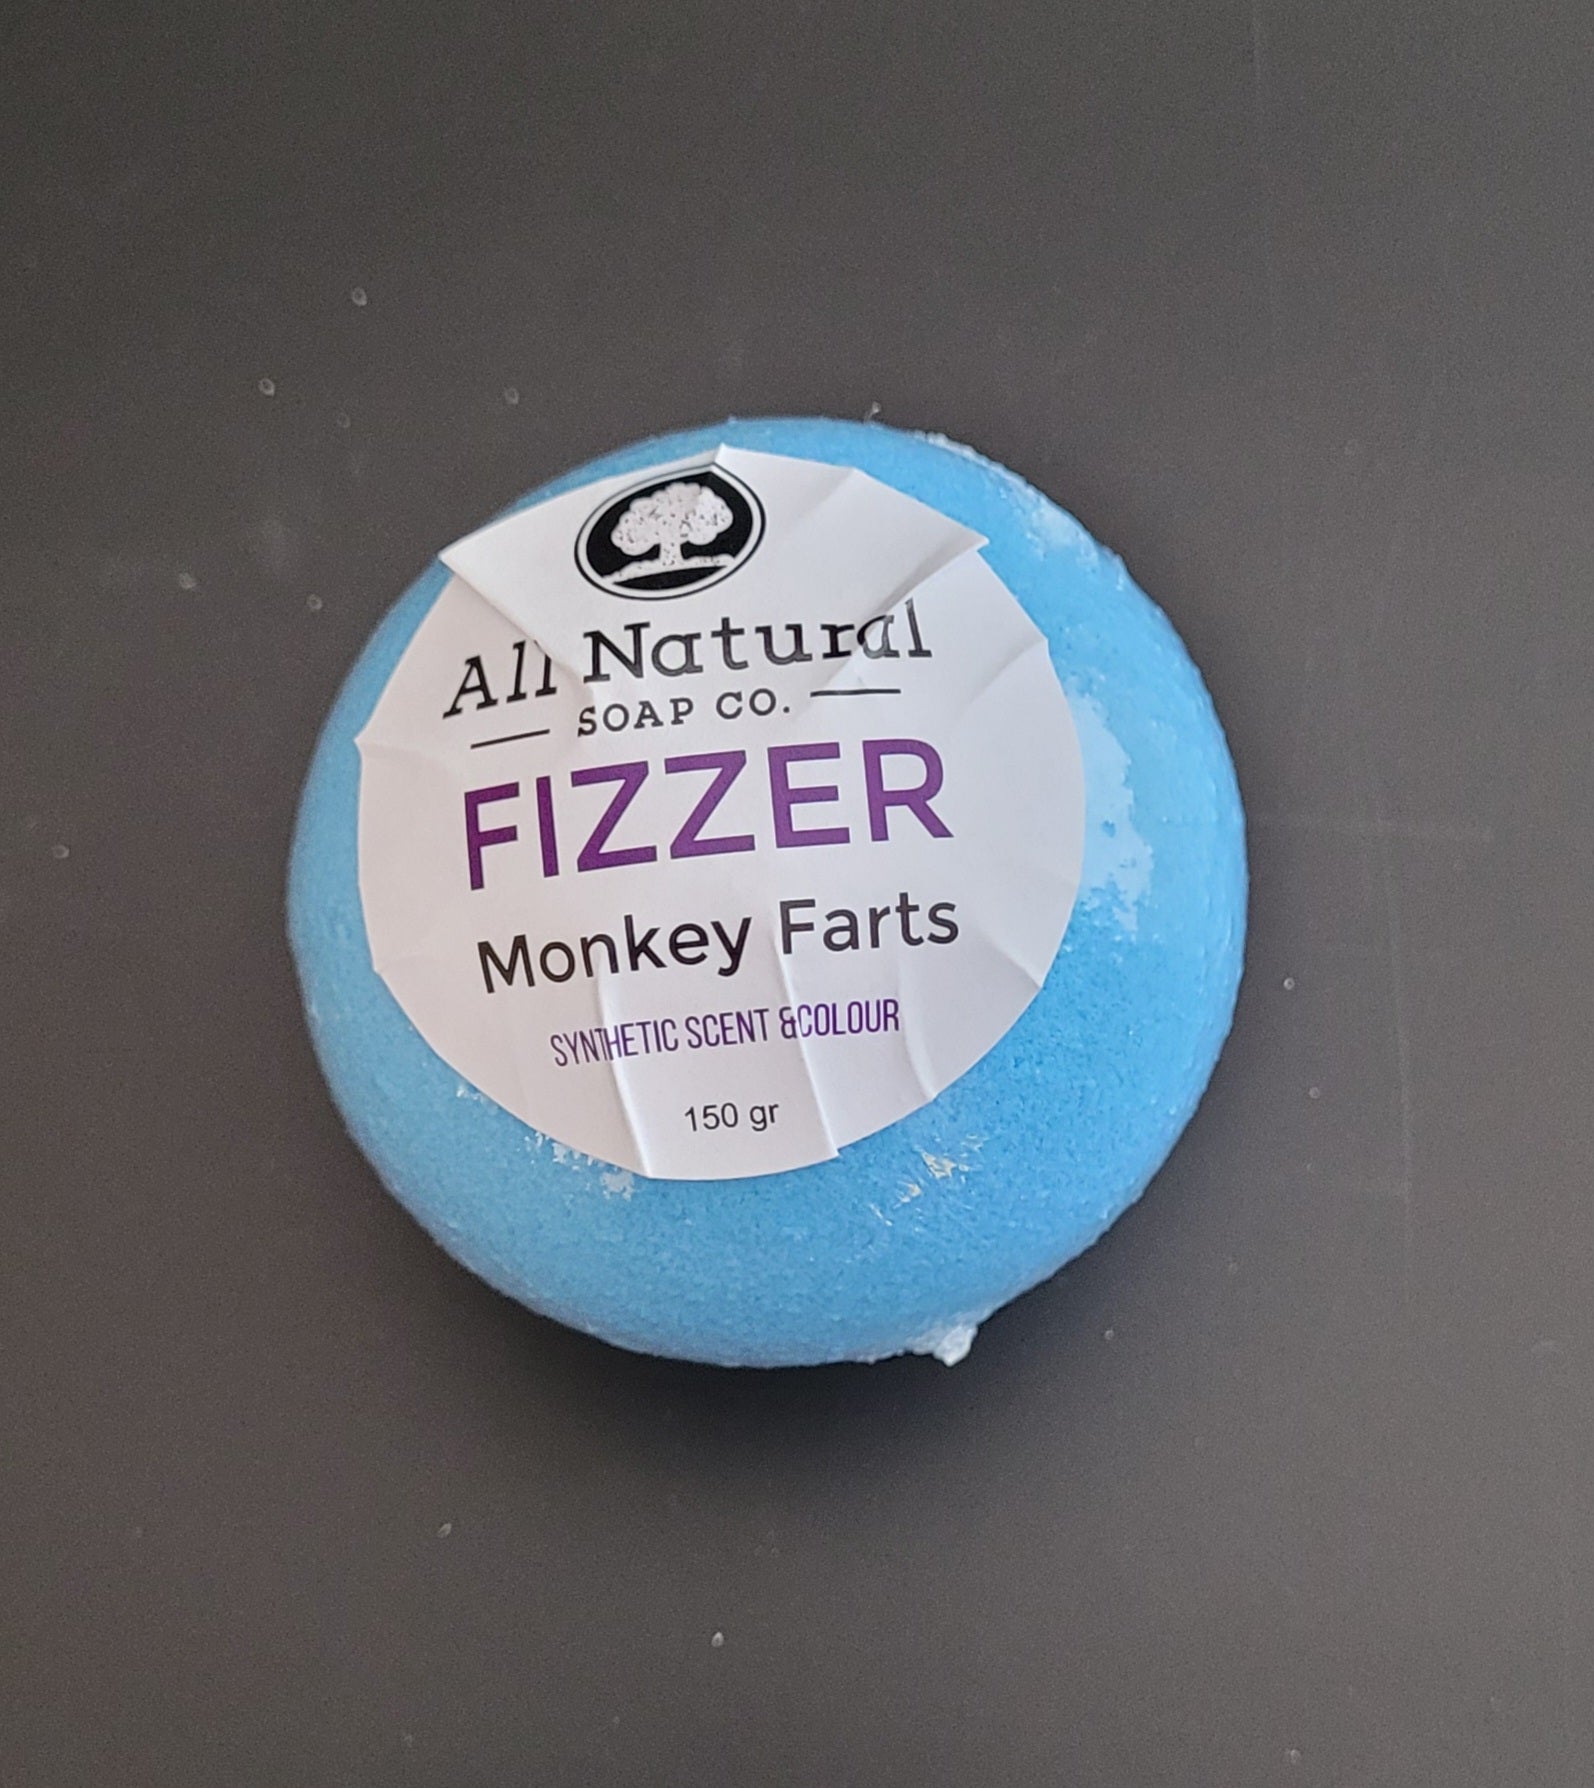 All Natural
SOAP CO.
FIZZER
Monkey Farts
SYNTHETIC SCENT &COLOUR
150 gr